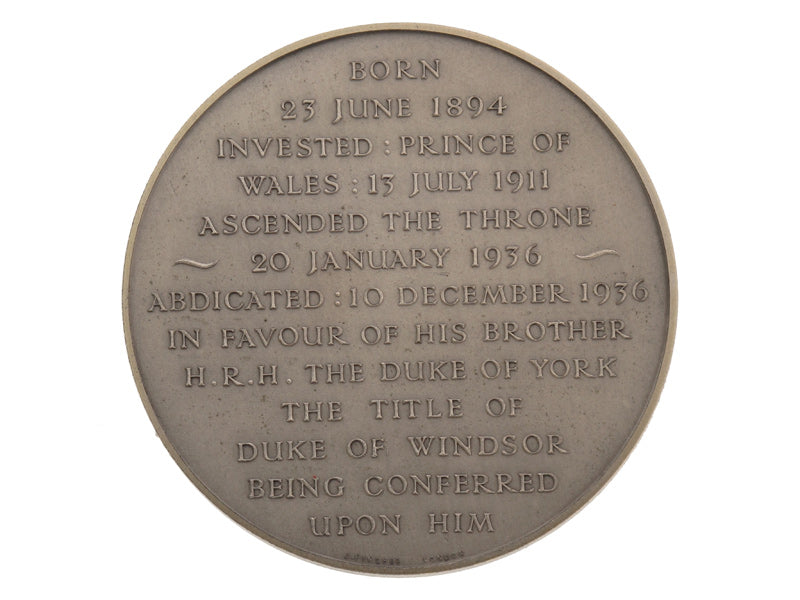 BORN
23 JUNE 1894
INVESTED : PRINCE OF
WALES : 13 JULY 1911
ASCENDED THE THRONE
~ 20 JANUARY 1936 ~
ABDICATED : 10 DECEMBER 1936
IN FAVOUR OF HIS BROTHER
H.R.H. THE DUKE OF YORK
THE TITLE OF
DUKE OF WINDSOR
BEING CONFERRED
UPON HIM
LONDON